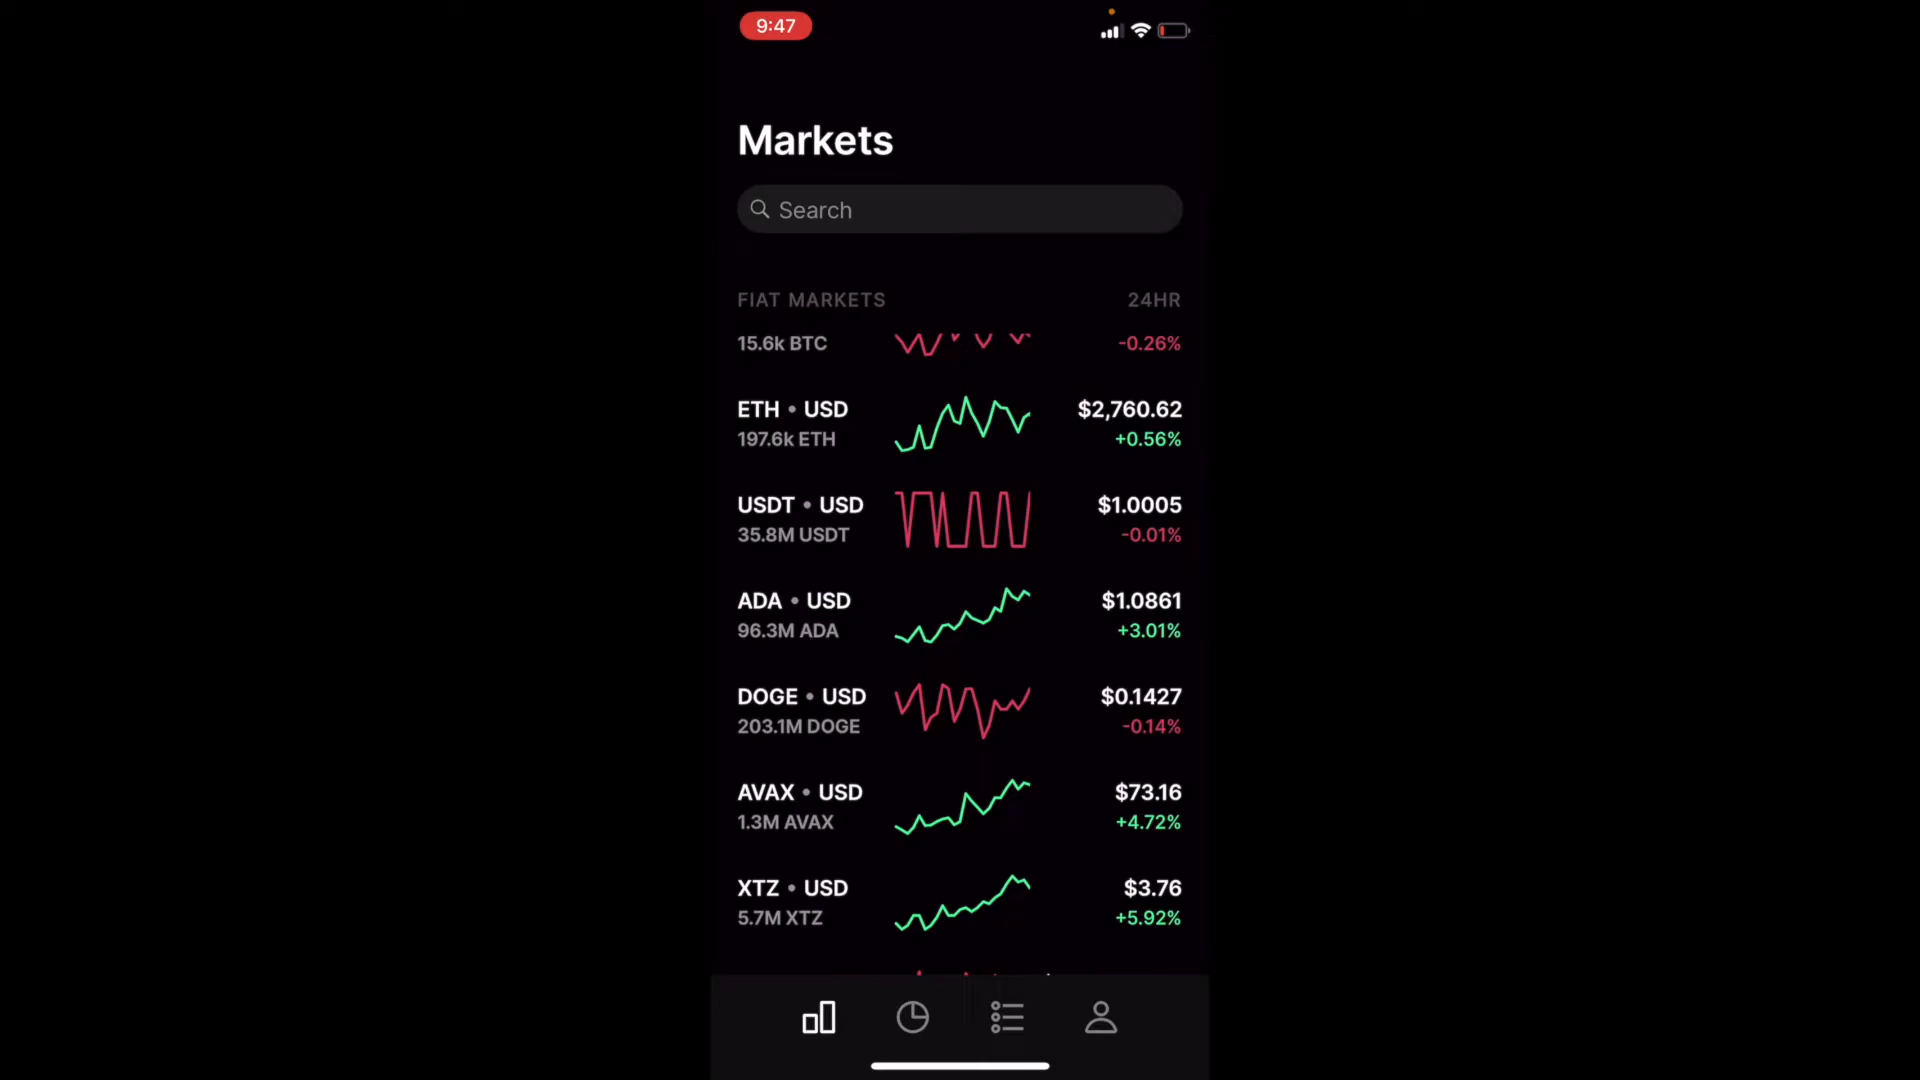 9:47
Markets
Search
FIAT MARKETS 24HR
15.6k BTC -0.26%
ETH • USD $2,760.62
197.6k ETH +0.56%
USDT • USD $1.0005
35.8M USDT -0.01%
ADA • USD $1.0861
96.3M ADA +3.01%
DOGE • USD $0.1427
203.1M DOGE -0.14%
AVAX • USD $73.16
1.3M AVAX +4.72%
XTZ • USD $3.76
5.7M XTZ +5.92%